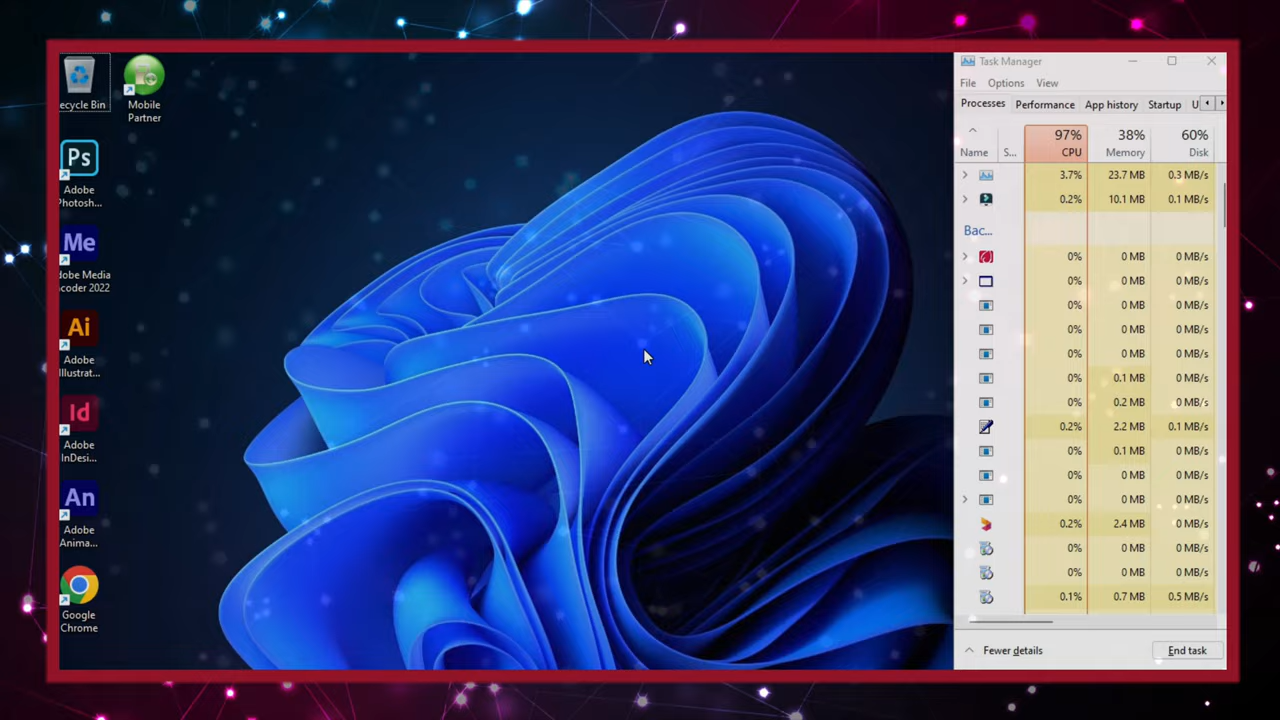 ecycle Bin
Mobile
Partner
Ps
Adobe
Photosh...
Me
dobe Media
coder 2022
Ai
Adobe
Illustrat...
Id
Adobe
InDesi...
An
Adobe
Anima...
Google
Chrome
Task Manager
File Options View
Processes Performance App history Startup U
97% 38% 60%
Name S... CPU Memory Disk
3.7% 23.7 MB 0.3 MB/s
0.2% 10.1 MB 0.1 MB/s
Bac...
0% 0 MB 0 MB/s
0% 0 MB 0 MB/s
0% 0 MB 0 MB/s
0% 0 MB 0 MB/s
0% 0 MB 0 MB/s
0% 0.1 MB 0 MB/s
0% 0.2 MB 0 MB/s
0.2% 2.2 MB 0.1 MB/s
0% 0.1 MB 0 MB/s
0% 0 MB 0 MB/s
0% 0 MB 0 MB/s
0.2% 2.4 MB 0 MB/s
0% 0 MB 0 MB/s
0% 0 MB 0 MB/s
0.1% 0.7 MB 0.5 MB/s
Fewer details End task